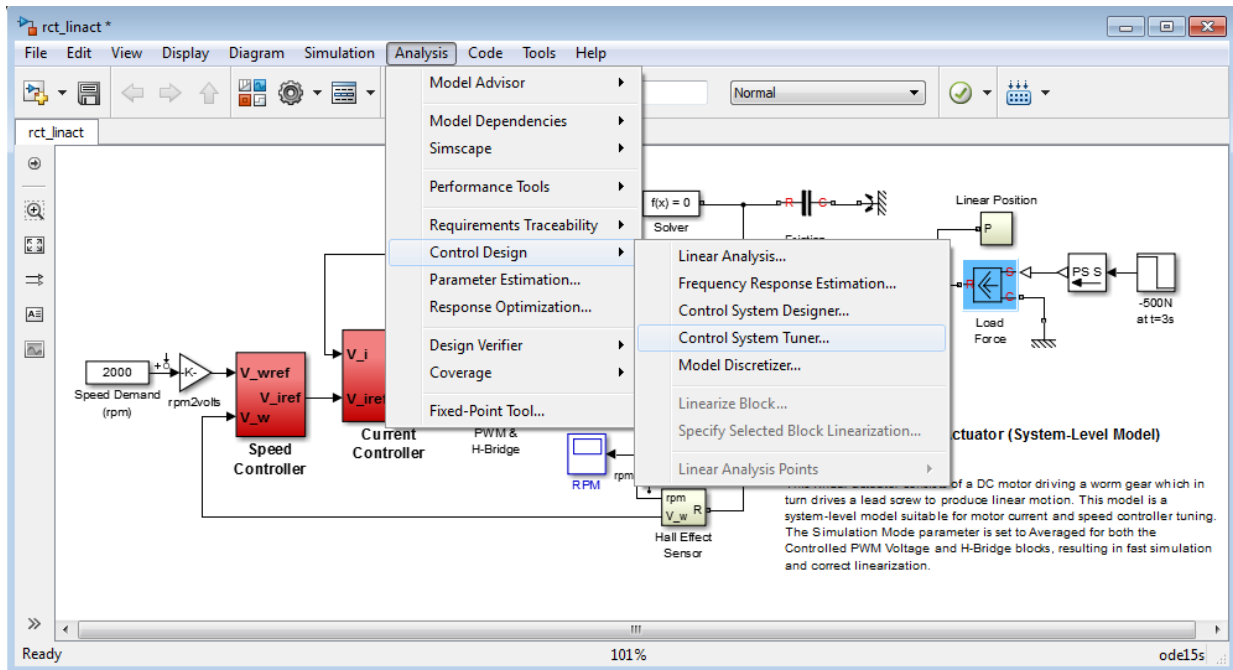 rct_linact *
File Edit View Display Diagram Simulation Analysis Code Tools Help
Normal
rct_linact
Model Advisor
Model Dependencies
Simscape
Performance Tools
Requirements Traceability
Control Design
Parameter Estimation...
Response Optimization...
Design Verifier
Coverage
Fixed-Point Tool...
Linear Analysis...
Frequency Response Estimation...
Control System Designer...
Control System Tuner...
Model Discretizer...
Linearize Block...
Specify Selected Block Linearization...
Linear Analysis Points
f(x) = 0
Solver
R C
Linear Position
P
R
S
C
Load
Force
PS S
-500N
at t=3s
2000
Speed Demand
(rpm)
-K-
rpm2volts
V_wref
V_iref
V_w
Speed
Controller
V_i
Current
Controller
PWM &
H-Bridge
RPM
rpm
rpm
V_w R
Hall Effect
Sensor
(System-Level Model)
of a DC motor driving a worm gear which in
turn drives a lead screw to produce linear motion. This model is a
system-level model suitable for motor current and speed controller tuning.
The Simulation Mode parameter is set to Averaged for both the
Controlled PWM Voltage and H-Bridge blocks, resulting in fast simulation
and correct linearization.
Ready 101% ode15s